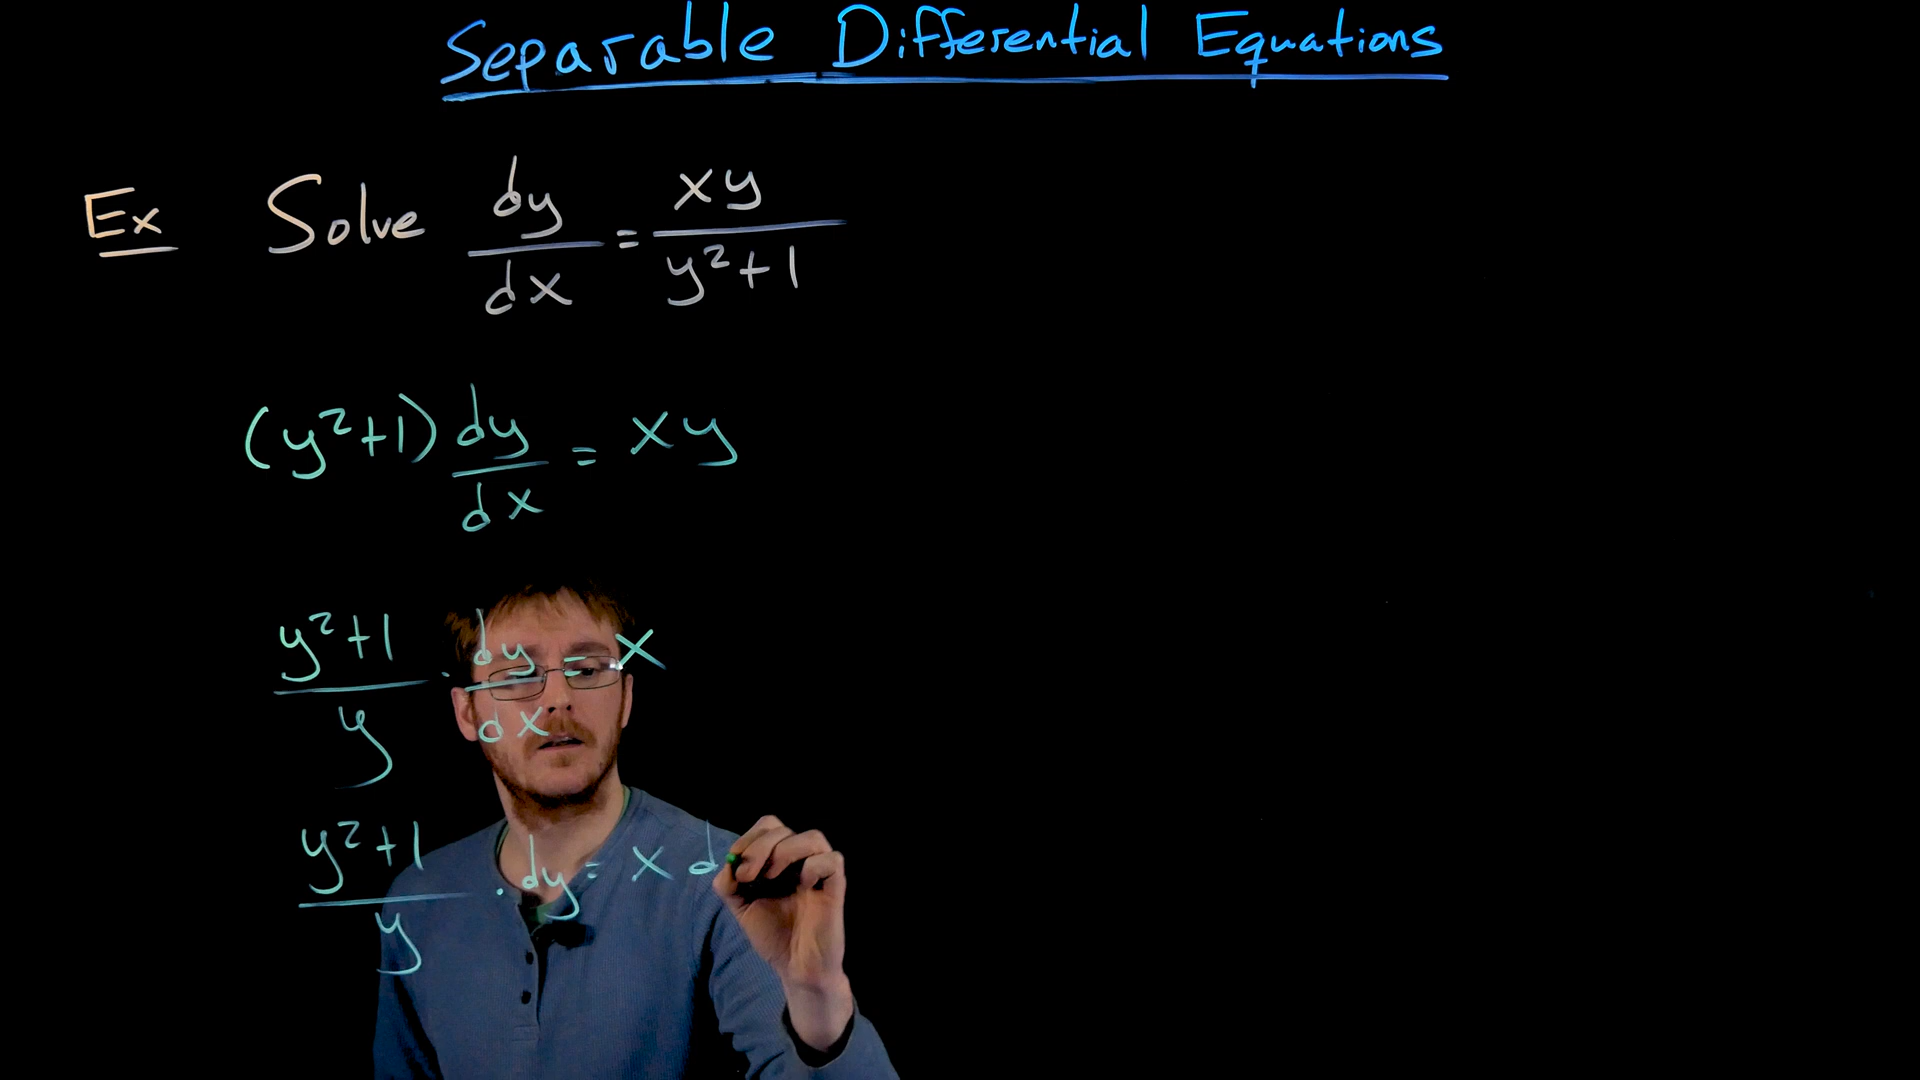 Separable Differential Equations
Ex Solve dy/dx = xy/(y²+1)
(y²+1) dy/dx = xy
(y²+1)/y · dy/dx = x
(y²+1)/y · dy = x d